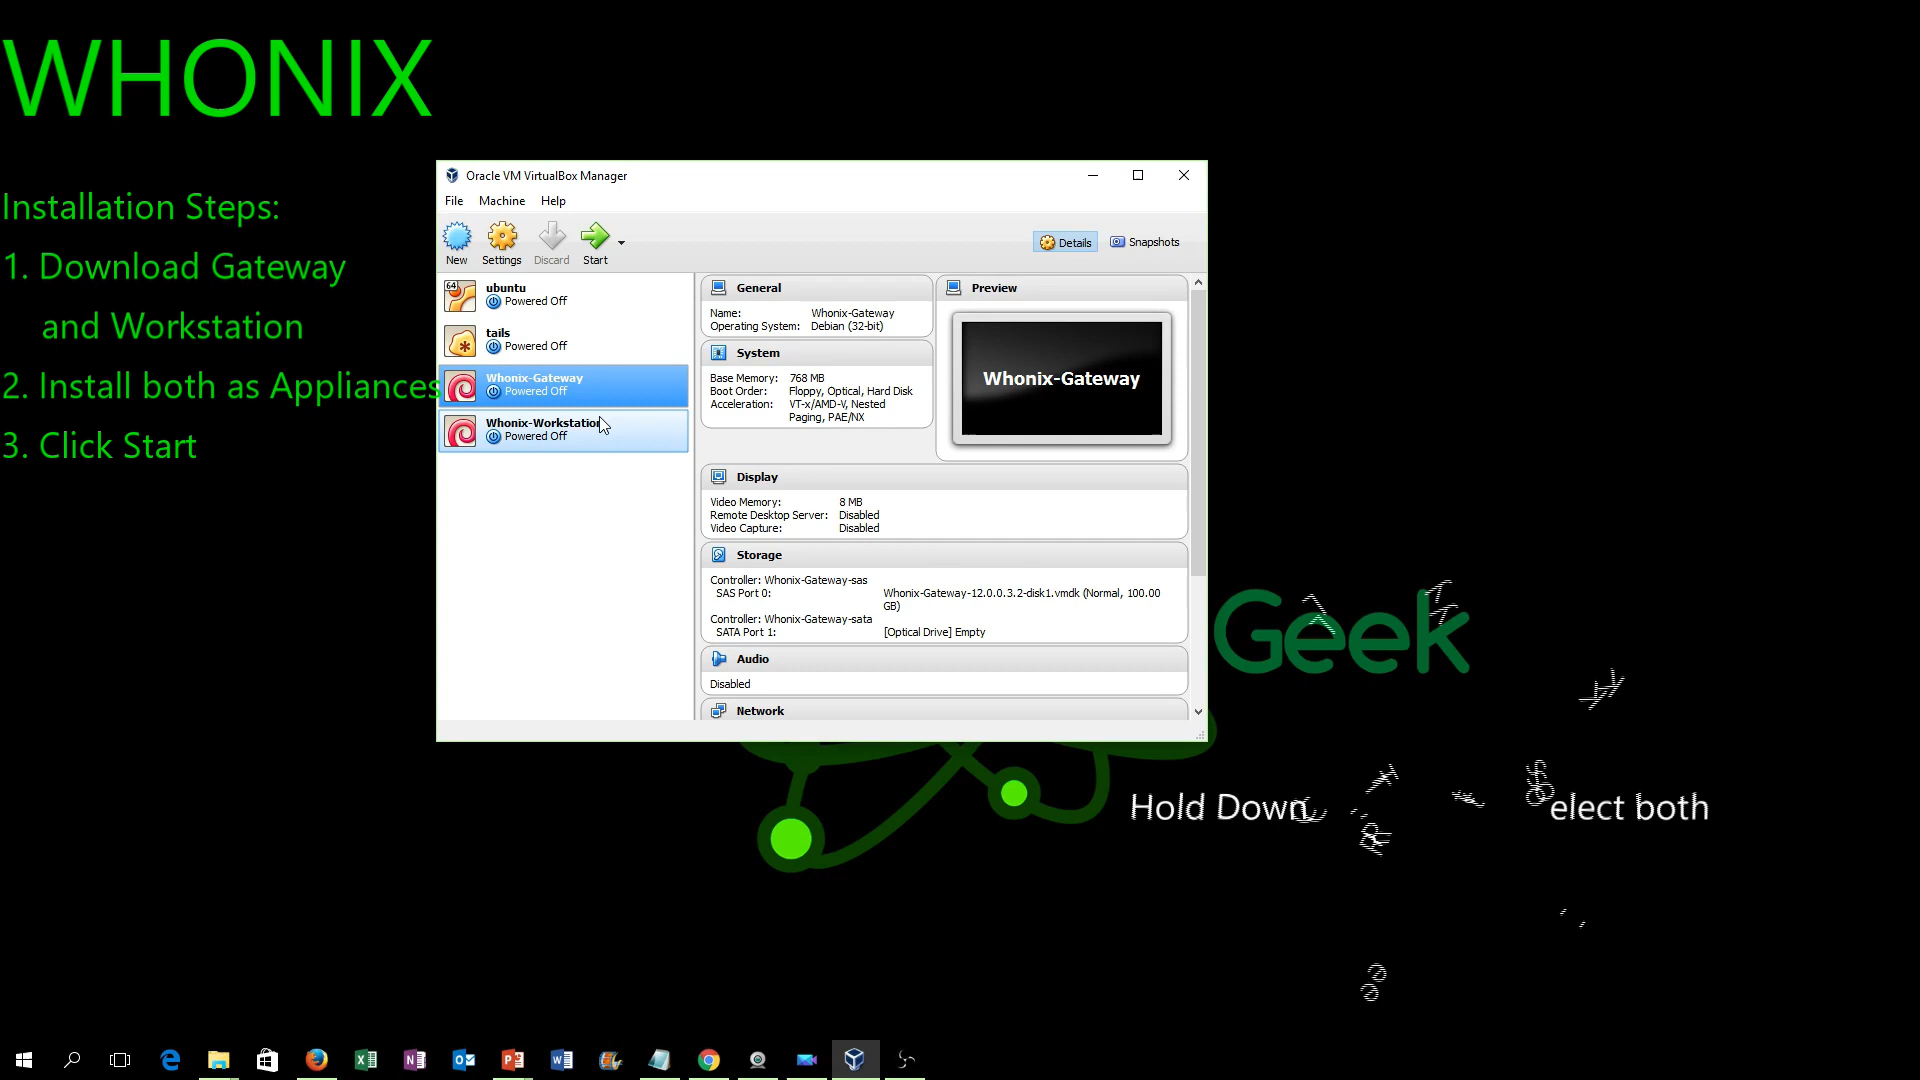 WHONIX
Installation Steps:
1. Download Gateway
and Workstation
2. Install both as Appliances
3. Click Start
Oracle VM VirtualBox Manager
File Machine Help
New Settings Discard Start
Details Snapshots
64
ubuntu
Powered Off
tails
Powered Off
Whonix-Gateway
Powered Off
Whonix-Workstation
Powered Off
General
Name: Whonix-Gateway
Operating System: Debian (32-bit)
System
Base Memory: 768 MB
Boot Order: Floppy, Optical, Hard Disk
Acceleration: VT-x/AMD-V, Nested
Paging, PAE/NX
Preview
Whonix-Gateway
Display
Video Memory: 8 MB
Remote Desktop Server: Disabled
Video Capture: Disabled
Storage
Controller: Whonix-Gateway-sas
SAS Port 0: Whonix-Gateway-12.0.0.3.2-disk1.vmdk (Normal, 100.00
GB)
Controller: Whonix-Gateway-sata
SATA Port 1: [Optical Drive] Empty
Audio
Disabled
Network
Geek
Hold Down
elect both